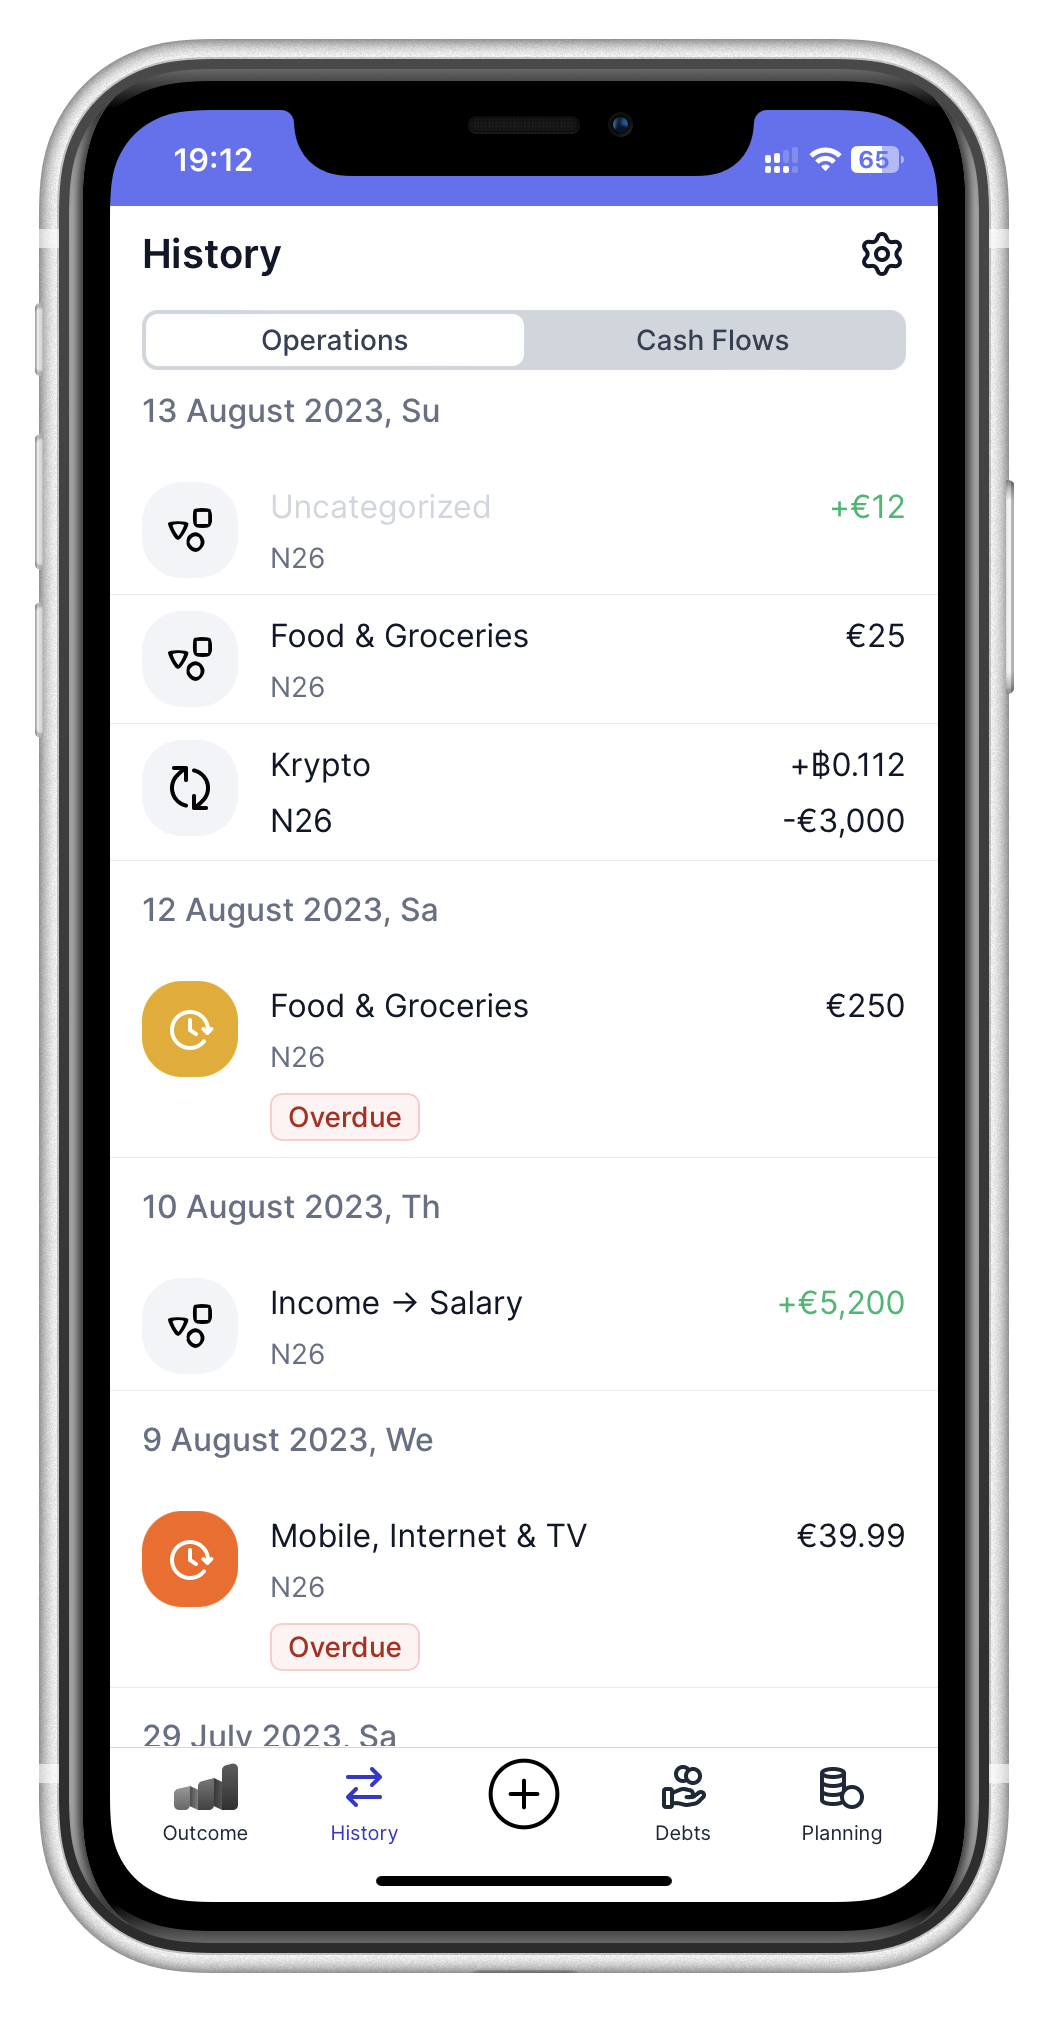 19:12
65
History
Operations
Cash Flows
13 August 2023, Su
Uncategorized +€12
N26
Food & Groceries €25
N26
Krypto +฿0.112
N26 -€3,000
12 August 2023, Sa
Food & Groceries €250
N26
Overdue
10 August 2023, Th
Income → Salary +€5,200
N26
9 August 2023, We
Mobile, Internet & TV €39.99
N26
Overdue
29 July 2023, Sa
Outcome
History
Debts
Planning